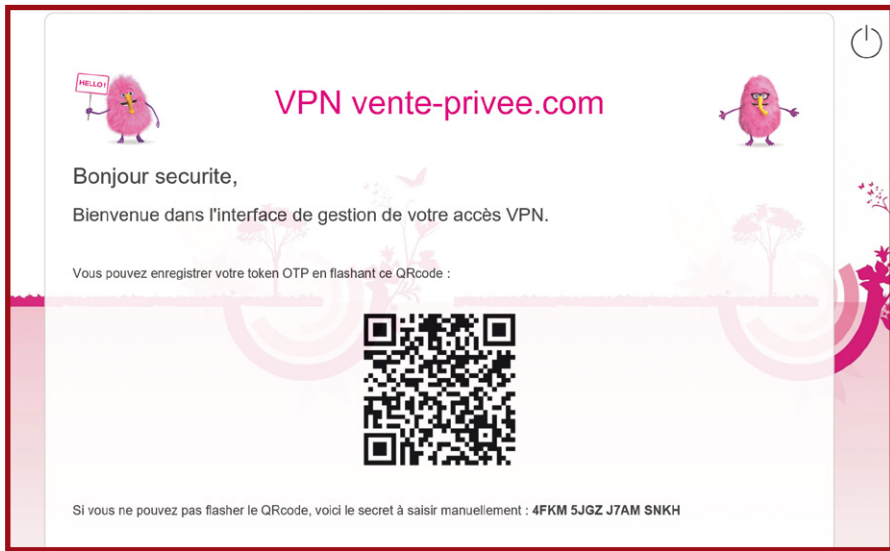 HELLO!
VPN vente-privee.com
Bonjour securite,
Bienvenue dans l'interface de gestion de votre accès VPN.
Vous pouvez enregistrer votre token OTP en flashant ce QRcode :
Si vous ne pouvez pas flasher le QRcode, voici le secret à saisir manuellement : 4FKM 5JGZ J7AM SNKH